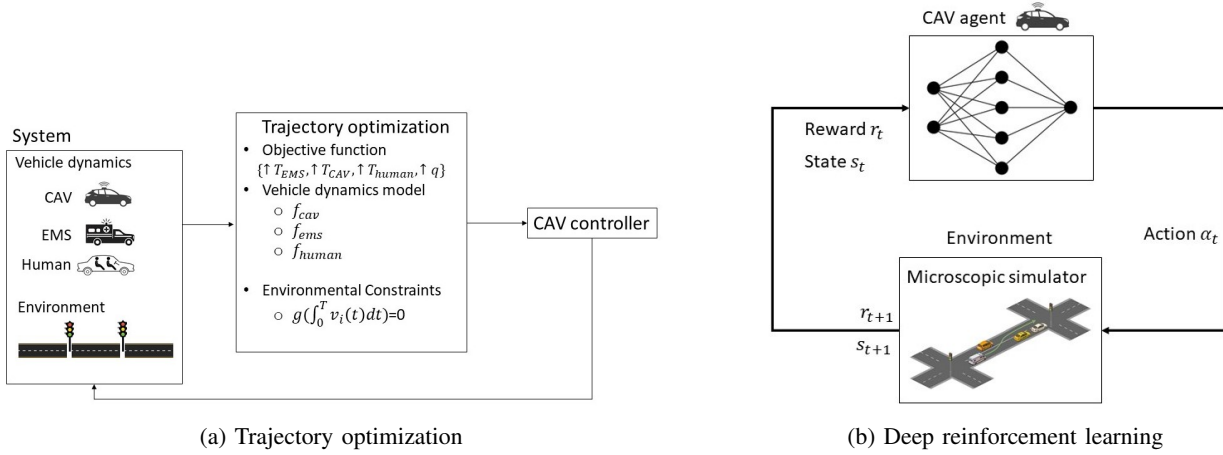 System
Vehicle dynamics
CAV
EMS
Human
Environment
Trajectory optimization
• Objective function
{↑ T_EMS, ↑ T_CAV, ↑ T_human, ↑ q}
• Vehicle dynamics model
○ f_cav
○ f_ems
○ f_human
• Environmental Constraints
○ g(∫_0^T v_i(t)dt)=0
CAV controller
(a) Trajectory optimization
CAV agent
Reward r_t
State s_t
Action α_t
Environment
Microscopic simulator
r_{t+1}
s_{t+1}
(b) Deep reinforcement learning